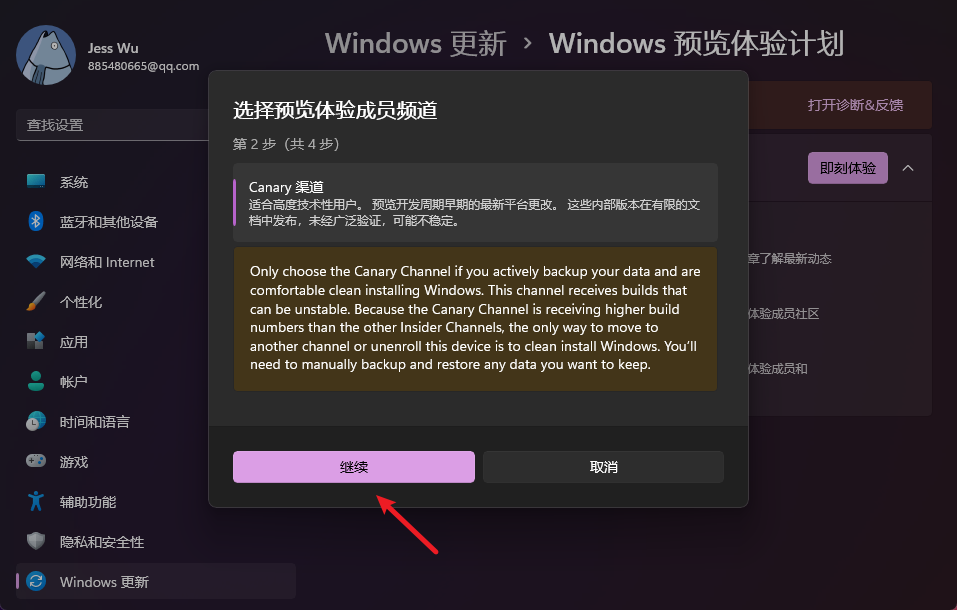 Jess Wu
885480665@qq.com
Windows 更新 › Windows 预览体验计划
查找设置
打开诊断&反馈
即刻体验
系统
蓝牙和其他设备
网络和 Internet
个性化
应用
帐户
时间和语言
游戏
辅助功能
隐私和安全性
Windows 更新
章了解最新动态
体验成员社区
体验成员和
选择预览体验成员频道
第 2 步（共 4 步）
Canary 渠道
适合高度技术性用户。 预览开发周期早期的最新平台更改。 这些内部版本在有限的文
档中发布，未经广泛验证，可能不稳定。
Only choose the Canary Channel if you actively backup your data and are
comfortable clean installing Windows. This channel receives builds that
can be unstable. Because the Canary Channel is receiving higher build
numbers than the other Insider Channels, the only way to move to
another channel or unenroll this device is to clean install Windows. You’ll
need to manually backup and restore any data you want to keep.
继续
取消